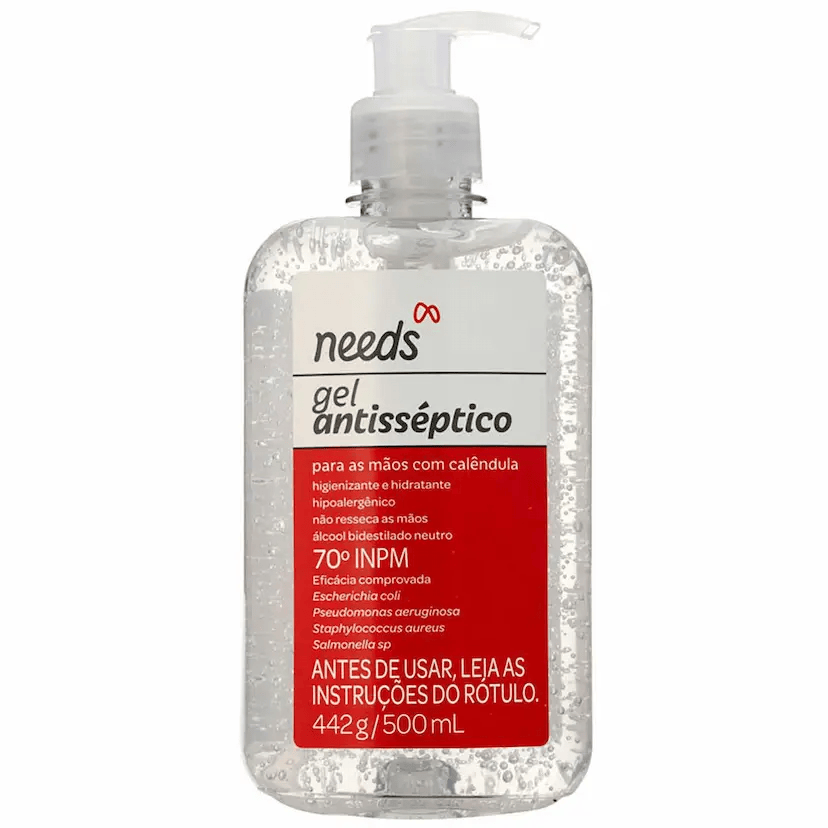 needs
gel
antisséptico
para as mãos com calêndula
higienizante e hidratante
hipoalergênico
não resseca as mãos
álcool bidestilado neutro
70º INPM
Eficácia comprovada
Escherichia coli
Pseudomonas aeruginosa
Staphylococcus aureus
Salmonella sp
ANTES DE USAR, LEIA AS
INSTRUÇÕES DO RÓTULO.
442 g/500 mL